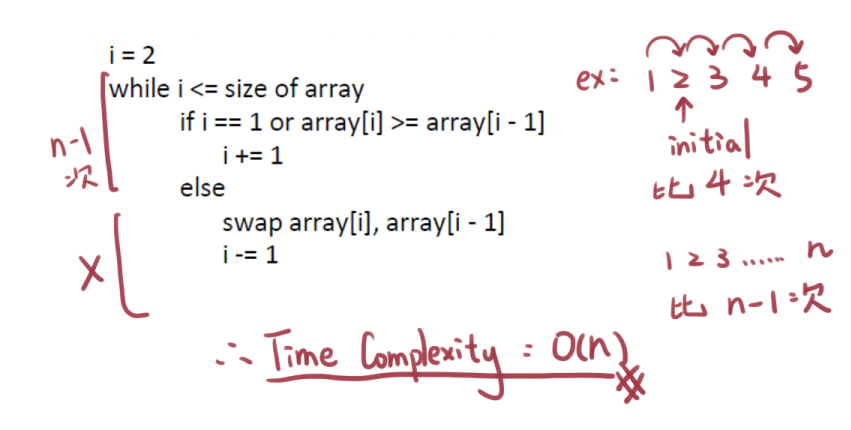 i = 2
while i <= size of array
if i == 1 or array[i] >= array[i - 1]
i += 1
else
swap array[i], array[i - 1]
i -= 1
n-1
次
X
ex: 1 2 3 4 5
initial
比 4 次
1 2 3 ...... n
比 n-1 次
∴ Time Complexity = O(n)